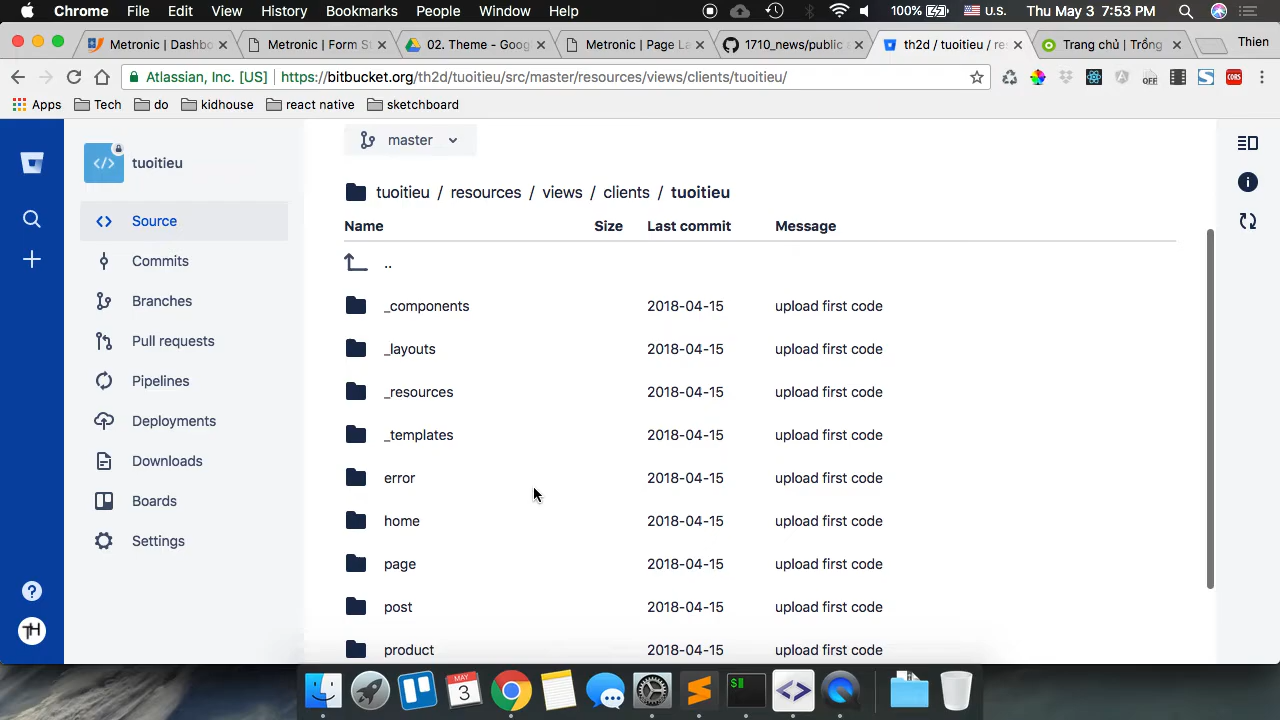 Chrome File Edit View History Bookmarks People Window Help 100% U.S. Thu May 3 7:53 PM
Metronic | Dashbo Metronic | Form S 02. Theme - Goog Metronic | Page La 1710_news/public th2d / tuoitieu / re Trang chủ | Trống Thien
Atlassian, Inc. [US] https://bitbucket.org/th2d/tuoitieu/src/master/resources/views/clients/tuoitieu/ OFF CORS
Apps Tech do kidhouse react native sketchboard
master
tuoitieu
tuoitieu / resources / views / clients / tuoitieu
Source
Name Size Last commit Message
Commits
..
Branches
_components 2018-04-15 upload first code
Pull requests
_layouts 2018-04-15 upload first code
Pipelines
_resources 2018-04-15 upload first code
Deployments
_templates 2018-04-15 upload first code
Downloads
error 2018-04-15 upload first code
Boards
home 2018-04-15 upload first code
Settings
page 2018-04-15 upload first code
post 2018-04-15 upload first code
TH
product 2018-04-15 upload first code
MAY
3